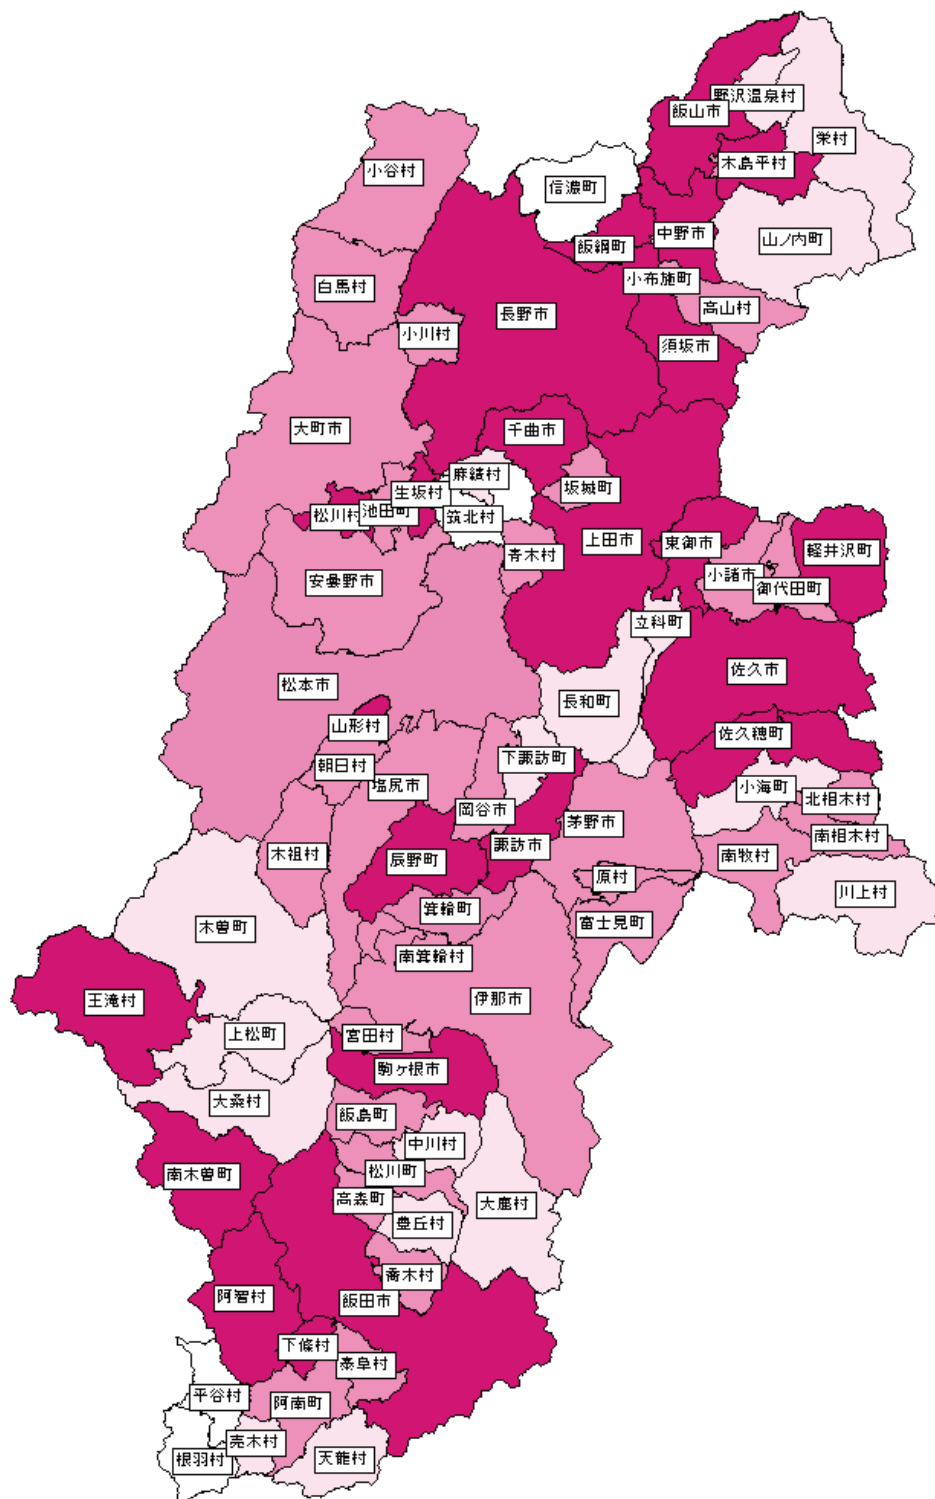 野沢温泉村
飯山市
栄村
木島平村
小谷村
信濃町
中野市
山ノ内町
飯綱町
小布施町
白馬村
高山村
長野市
小川村
須坂市
大町市
千曲市
麻績村
坂城町
生坂村
池田町
松川村
筑北村
上田市
東御市
軽井沢町
青木村
小諸市
安曇野市
御代田町
立科町
佐久市
松本市
長和町
山形村
佐久穂町
下諏訪町
朝日村
塩尻市
小海町
北相木村
岡谷市
茅野市
南相木村
諏訪市
木祖村
辰野町
南牧村
原村
川上村
箕輪町
富士見町
木曽町
南箕輪村
伊那市
王滝村
上松町
宮田村
駒ヶ根市
大桑村
飯島町
中川村
南木曽町
松川町
高森町
大鹿村
豊丘村
喬木村
阿智村
飯田市
下條村
泰阜村
平谷村
阿南町
売木村
根羽村
天龍村